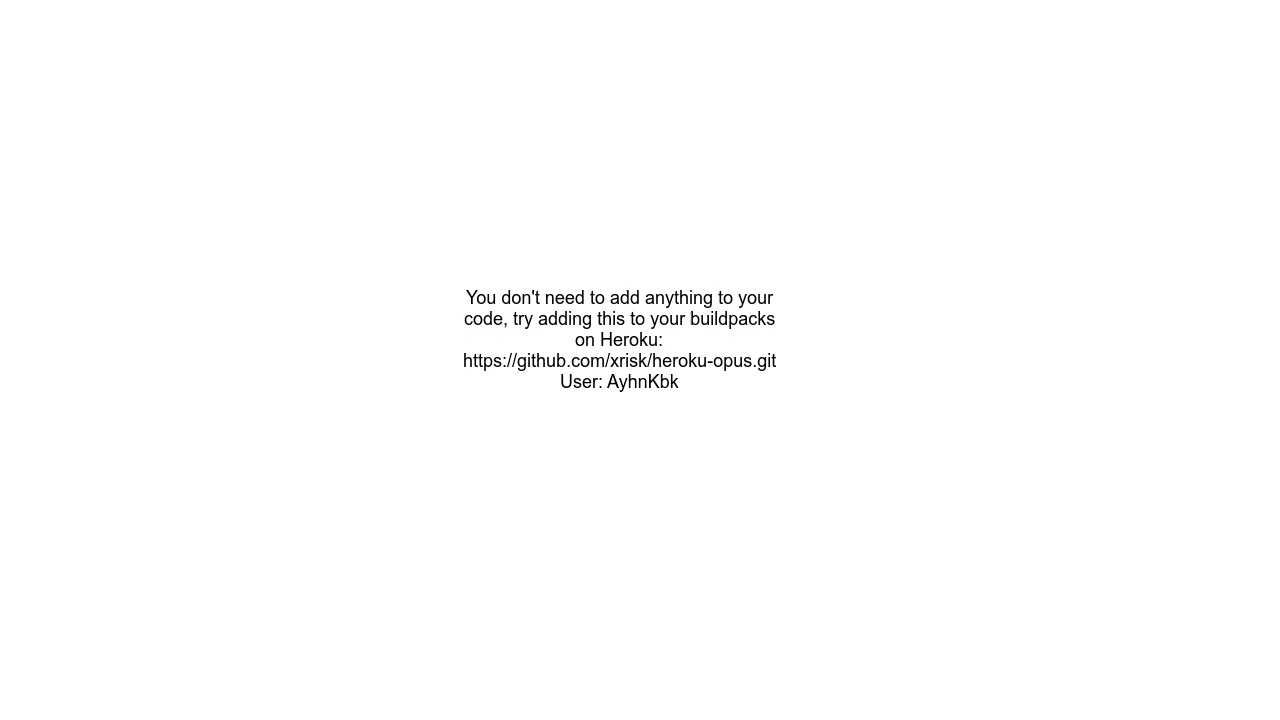 You don't need to add anything to your
code, try adding this to your buildpacks
on Heroku:
https://github.com/xrisk/heroku-opus.git
User: AyhnKbk